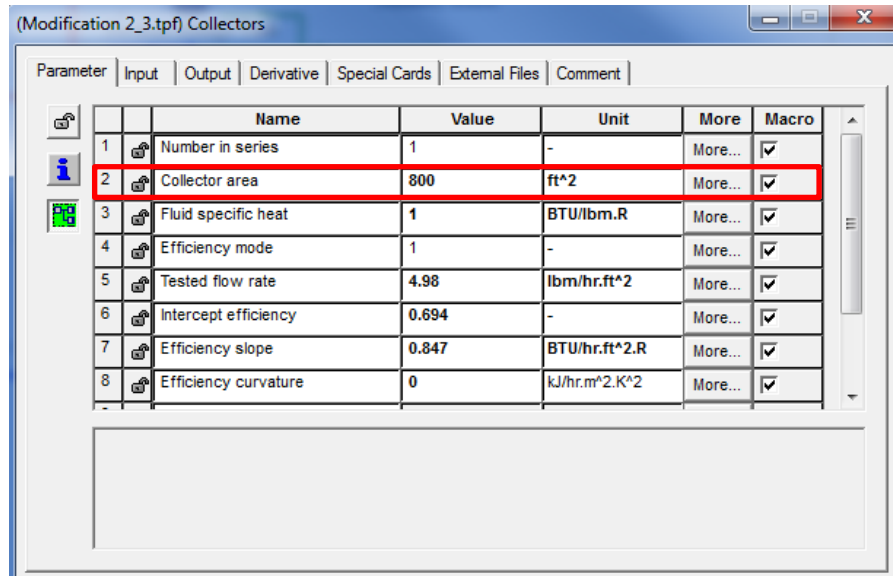 (Modification 2_3.tpf) Collectors
Parameter Input Output Derivative Special Cards External Files Comment
Name Value Unit More Macro
1 Number in series 1 - More...
2 Collector area 800 ft^2 More...
3 Fluid specific heat 1 BTU/lbm.R More...
4 Efficiency mode 1 - More...
5 Tested flow rate 4.98 lbm/hr.ft^2 More...
6 Intercept efficiency 0.694 - More...
7 Efficiency slope 0.847 BTU/hr.ft^2.R More...
8 Efficiency curvature 0 kJ/hr.m^2.K^2 More...